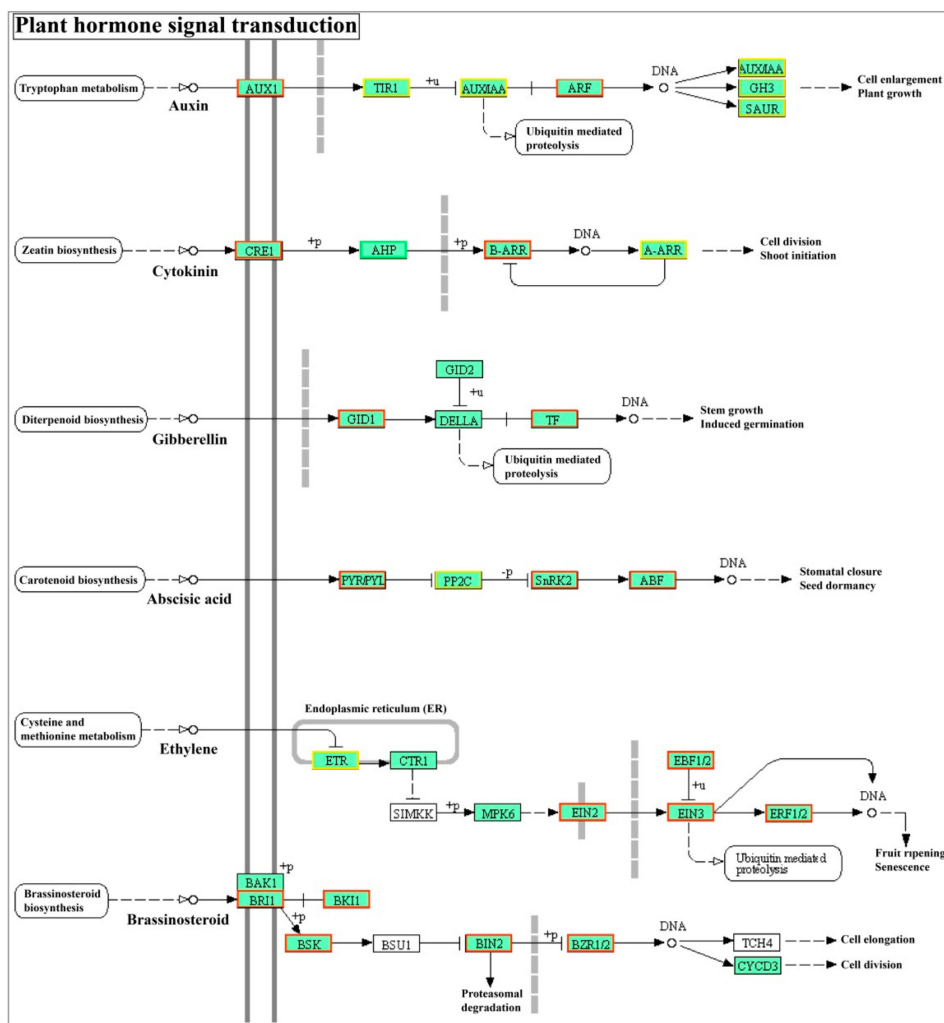 Plant hormone signal transduction
Tryptophan metabolism
Auxin
AUX1
TIR1
+u
AUX/IAA
ARF
DNA
AUX/IAA
GH3
SAUR
Cell enlargement
Plant growth
Ubiquitin mediated
proteolysis
Zeatin biosynthesis
Cytokinin
CRE1
+p
AHP
+p
B-ARR
DNA
A-ARR
Cell division
Shoot initiation
GID2
+u
Diterpenoid biosynthesis
Gibberellin
GID1
DELLA
TF
DNA
Stem growth
Induced germination
Ubiquitin mediated
proteolysis
Carotenoid biosynthesis
Abscisic acid
PYR/PYL
PP2C
-p
SnRK2
ABF
DNA
Stomatal closure
Seed dormancy
Endoplasmic reticulum (ER)
Cysteine and
methionine metabolism
Ethylene
ETR
CTR1
SIMKK
+p
MPK6
EIN2
EBF1/2
+u
EIN3
ERF1/2
DNA
Ubiquitin mediated
proteolysis
Fruit ripening
Senescence
Brassinosteroid
biosynthesis
Brassinosteroid
+p
BAK1
BRI1
BKI1
+p
BSK
BSU1
BIN2
+p
BZR1/2
DNA
TCH4
CYCD3
Cell elongation
Cell division
Proteasomal
degradation